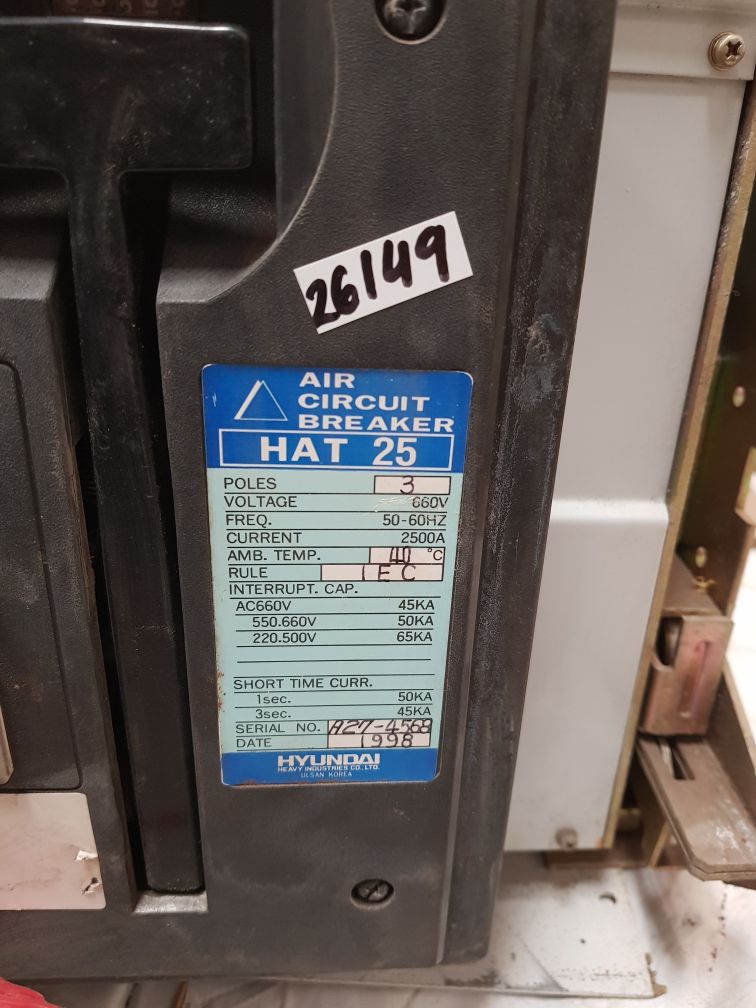 26149
AIR
CIRCUIT
BREAKER
HAT 25
POLES 3
VOLTAGE 660V
FREQ. 50-60HZ
CURRENT 2500A
AMB. TEMP. 40 °C
RULE IEC
INTERRUPT. CAP.
AC660V 45KA
550.660V 50KA
220.500V 65KA
SHORT TIME CURR.
1sec. 50KA
3sec. 45KA
SERIAL NO. A27-4568
DATE 1998
HYUNDAI
HEAVY INDUSTRIES CO., LTD.
ULSAN KOREA